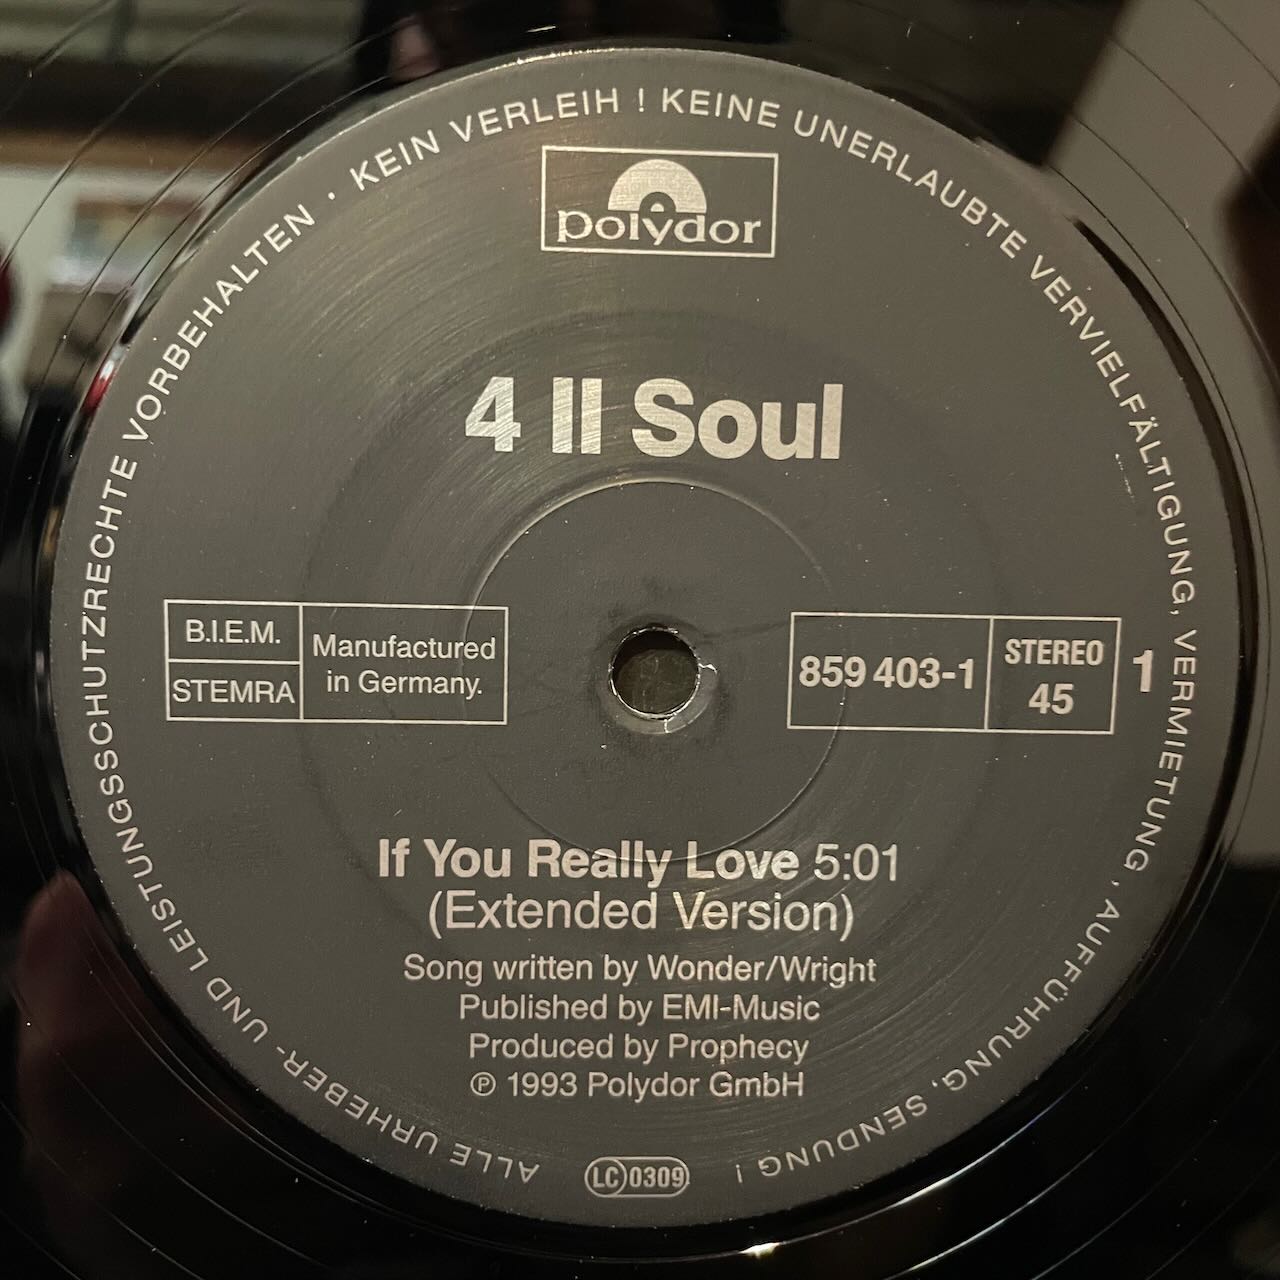 ALLE URHEBER- UND LEISTUNGSSCHUTZRECHTE VORBEHALTEN · KEIN VERLEIH ! KEINE UNERLAUBTE VERVIELFÄLTIGUNG, VERMIETUNG, AUFFÜHRUNG, SENDUNG !
polydor
4 II Soul
B.I.E.M.
STEMRA
Manufactured
in Germany.
859 403-1
STEREO
45
1
If You Really Love 5:01
(Extended Version)
Song written by Wonder/Wright
Published by EMI-Music
Produced by Prophecy
℗ 1993 Polydor GmbH
LC 0309